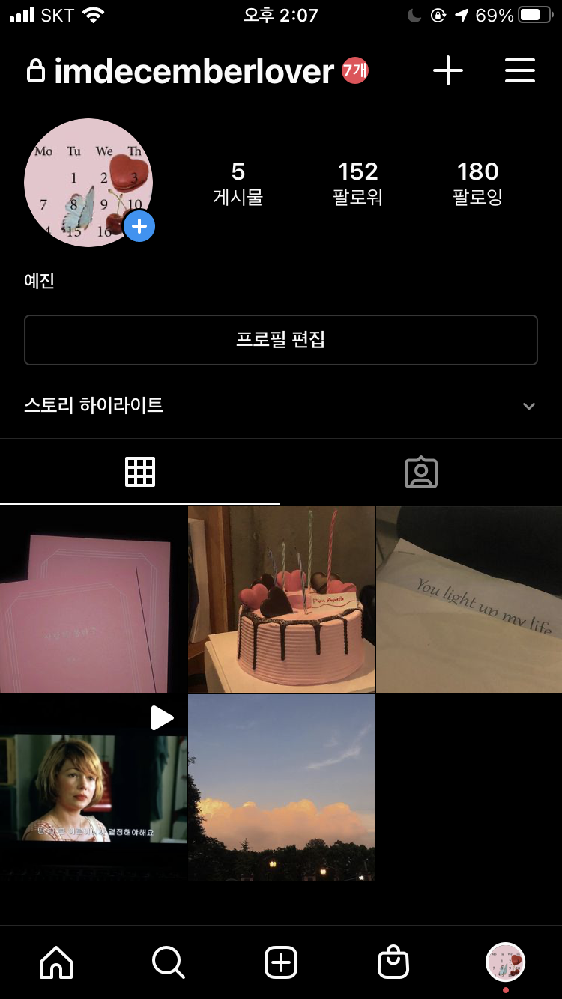 SKT 오후 2:07 69%
imdecemberlover 7개
Mo Tu We Th
1 2 3
7 8 9 10
4 15 16
5 152 180
게시물 팔로워 팔로잉
예진
프로필 편집
스토리 하이라이트
Paris Baguette
You light up my life
결정해야해요